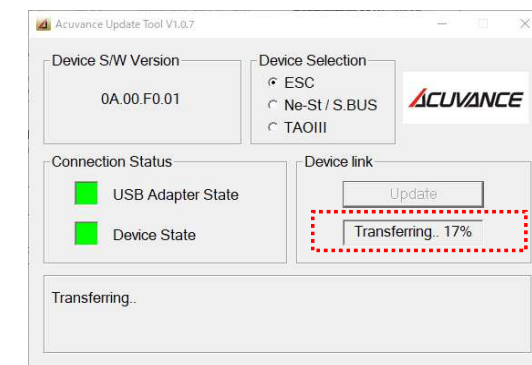 Acuvance Update Tool V1.0.7
Device S/W Version
0A.00.F0.01
Device Selection
ESC
Ne-St / S.BUS
TAOIII
ACUVANCE
Connection Status
USB Adapter State
Device State
Device link
Update
Transferring.. 17%
Transferring..